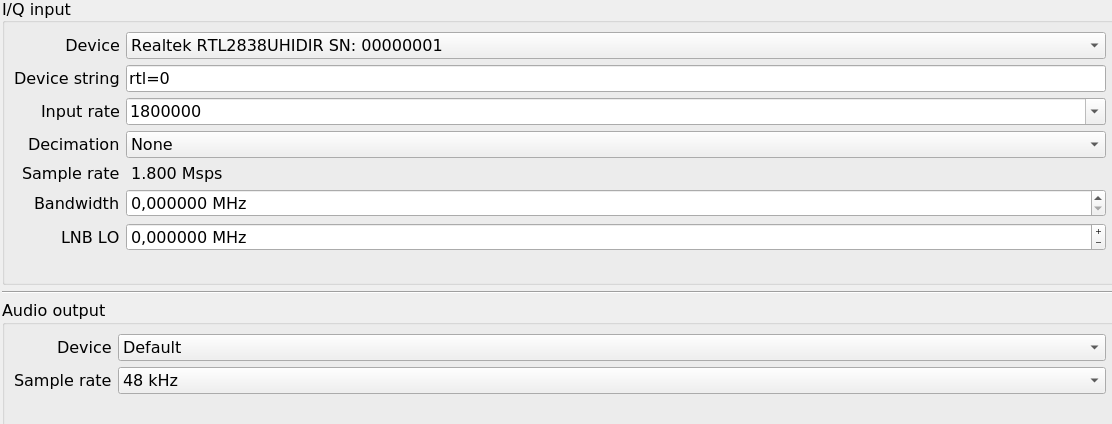 I/Q input
Device Realtek RTL2838UHIDIR SN: 00000001
Device string rtl=0
Input rate 1800000
Decimation None
Sample rate 1.800 Msps
Bandwidth 0,000000 MHz
LNB LO 0,000000 MHz
Audio output
Device Default
Sample rate 48 kHz